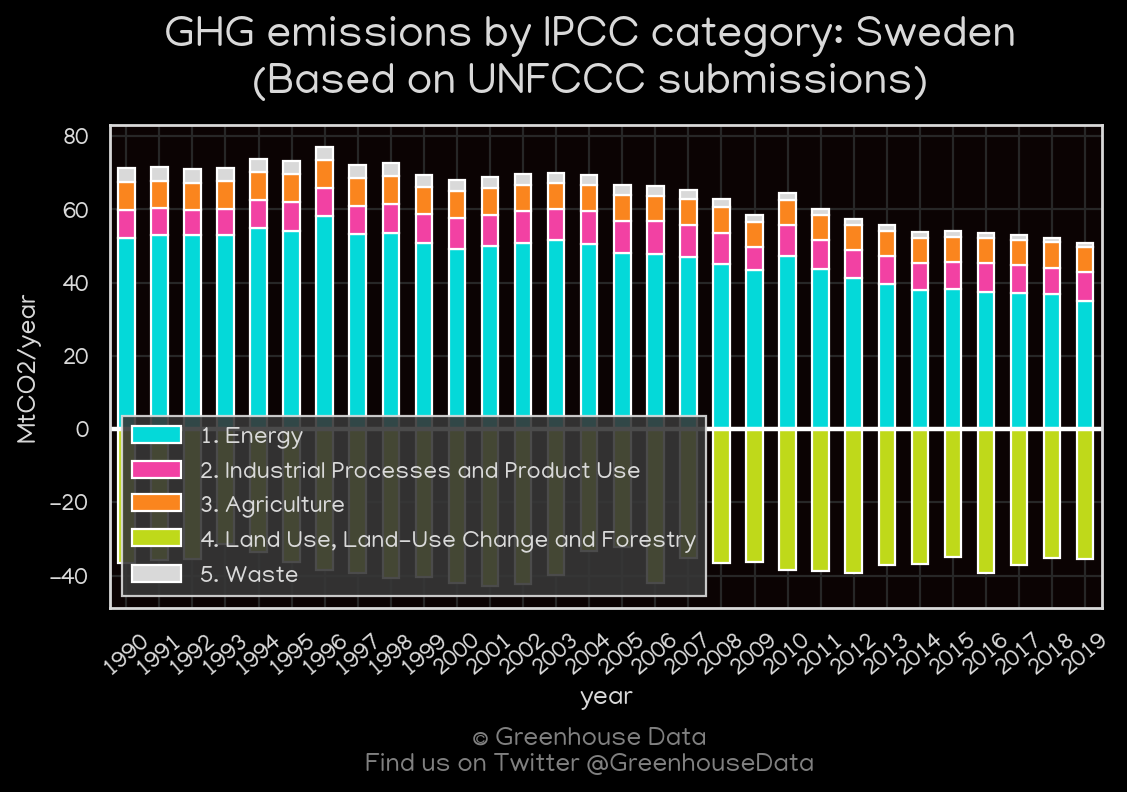 GHG emissions by IPCC category: Sweden
(Based on UNFCCC submissions)
MtCO2/year
80
60
40
20
0
−20
−40
1. Energy
2. Industrial Processes and Product Use
3. Agriculture
4. Land Use, Land-Use Change and Forestry
5. Waste
1990 1991 1992 1993 1994 1995 1996 1997 1998 1999 2000 2001 2002 2003 2004 2005 2006 2007 2008 2009 2010 2011 2012 2013 2014 2015 2016 2017 2018 2019
year
© Greenhouse Data
Find us on Twitter @GreenhouseData